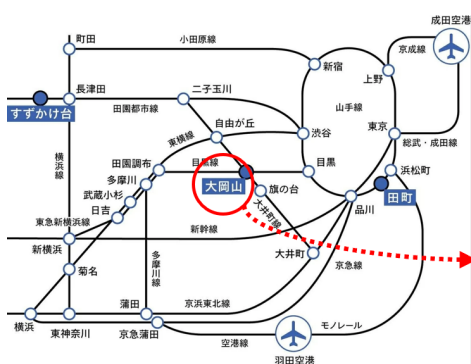 成田空港
町田
小田原線
京成線
新宿
上野
長津田
二子玉川
すずかけ台
田園都市線
山手線
自由が丘
東横線
渋谷
東京
総武・成田線
横浜線
田園調布
目黒線
目黒
浜松町
多摩川
大岡山
旗の台
田町
武蔵小杉
大井町線
品川
日吉
東急新横浜線
新幹線
新横浜
多摩川線
大井町
京急線
菊名
蒲田
京浜東北線
横浜
東神奈川
京急蒲田
モノレール
空港線
羽田空港